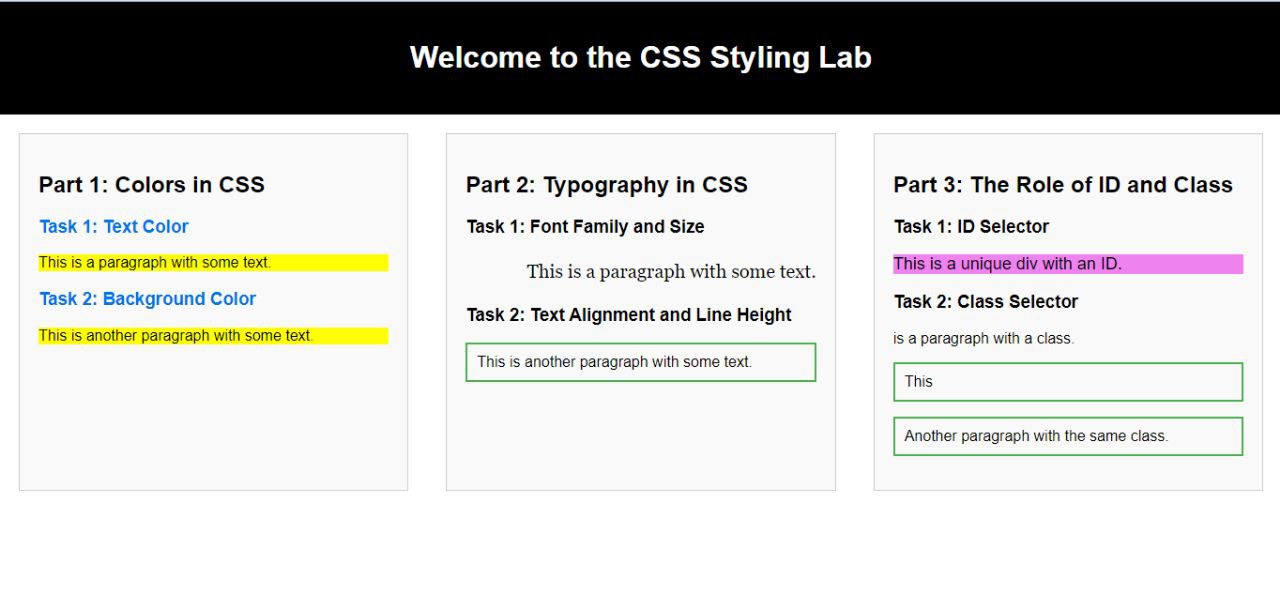 Welcome to the CSS Styling Lab
Part 1: Colors in CSS
Task 1: Text Color
This is a paragraph with some text.
Task 2: Background Color
This is another paragraph with some text.
Part 2: Typography in CSS
Task 1: Font Family and Size
This is a paragraph with some text.
Task 2: Text Alignment and Line Height
This is another paragraph with some text.
Part 3: The Role of ID and Class
Task 1: ID Selector
This is a unique div with an ID.
Task 2: Class Selector
is a paragraph with a class.
This
Another paragraph with the same class.